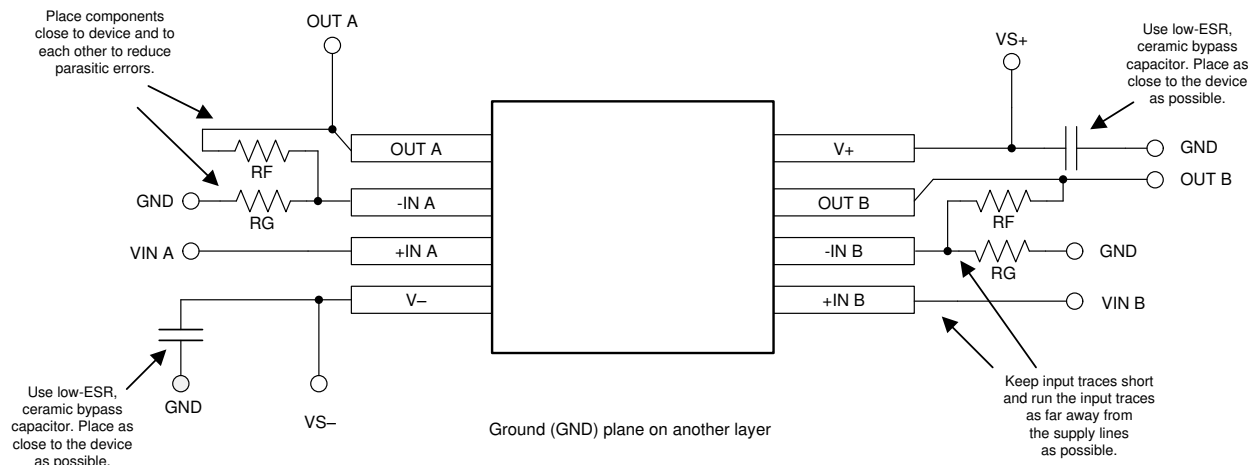 Place components
close to device and to
each other to reduce
parasitic errors.
OUT A
VS+
Use low-ESR,
ceramic bypass
capacitor. Place as
close to the device
as possible.
OUT A
RF
GND
RG
-IN A
VIN A
+IN A
V–
V+
GND
OUT B
OUT B
RF
-IN B
RG
GND
+IN B
VIN B
Use low-ESR,
ceramic bypass
capacitor. Place as
close to the device
as possible.
GND
VS–
Ground (GND) plane on another layer
Keep input traces short
and run the input traces
as far away from
the supply lines
as possible.